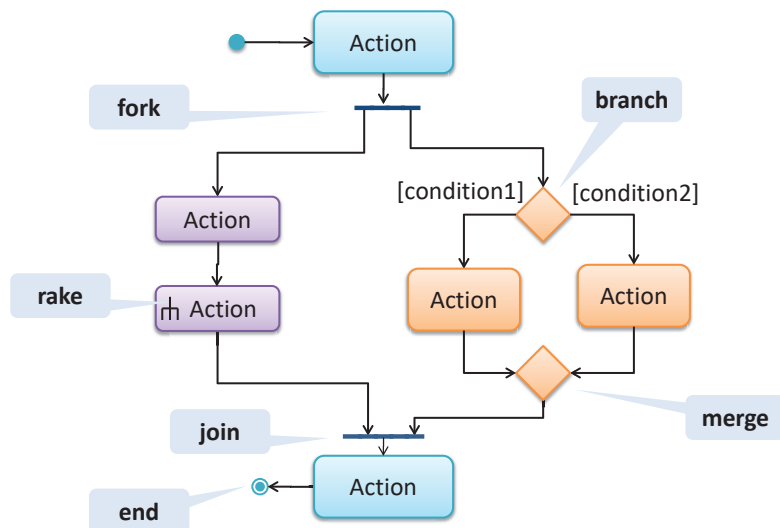 Action
branch
fork
[condition1]
[condition2]
Action
Action
Action
rake
Action
merge
join
Action
end